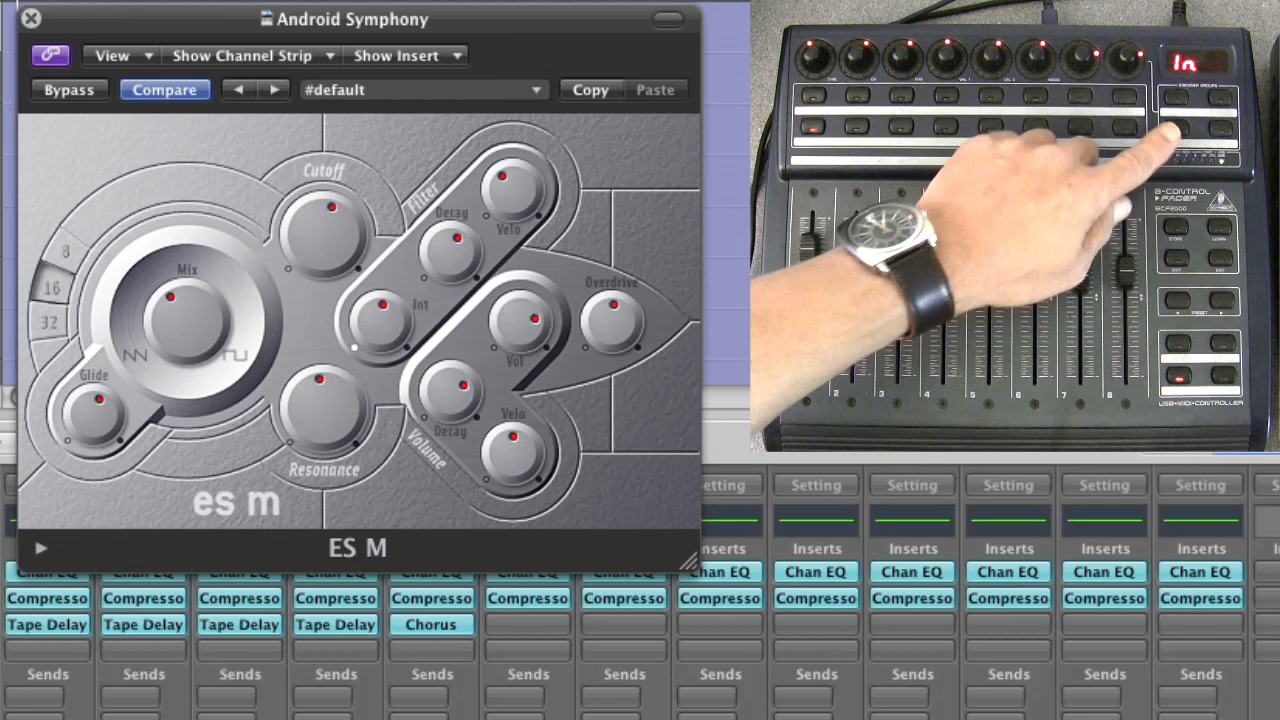 Android Symphony
View
Show Channel Strip
Show Insert
Bypass
Compare
#default
Copy
Paste
Cutoff
Filter
Decay
Velo
8
Mix
16
Int
Overdrive
32
Vol
Glide
Decay
Velo
Volume
Resonance
es m
ES M
In
ENCODER GROUPS
B-CONTROL
FADER
BCF2000
STORE
LEARN
EDIT
EXIT
PRESET
2
3
4
5
6
7
8
USB-MIDI-CONTROLLER
Setting
Setting
Setting
Setting
Setting
Inserts
Inserts
Inserts
Inserts
Inserts
Chan EQ
Chan EQ
Chan EQ
Chan EQ
Chan EQ
Chan EQ
Compresso
Compresso
Compresso
Compresso
Compresso
Compresso
Compresso
Compresso
Compresso
Compresso
Compresso
Compresso
Compresso
Tape Delay
Tape Delay
Tape Delay
Tape Delay
Chorus
Sends
Sends
Sends
Sends
Sends
Sends
Sends
Sends
Sends
Sends
Sends
Sends
Sends